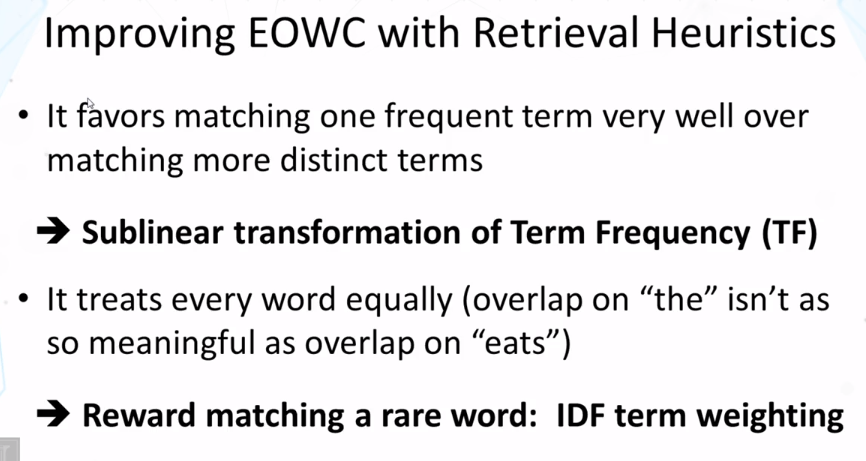 Improving EOWC with Retrieval Heuristics
• It favors matching one frequent term very well over
matching more distinct terms
➔ Sublinear transformation of Term Frequency (TF)
• It treats every word equally (overlap on “the” isn’t as
so meaningful as overlap on “eats”)
➔ Reward matching a rare word: IDF term weighting